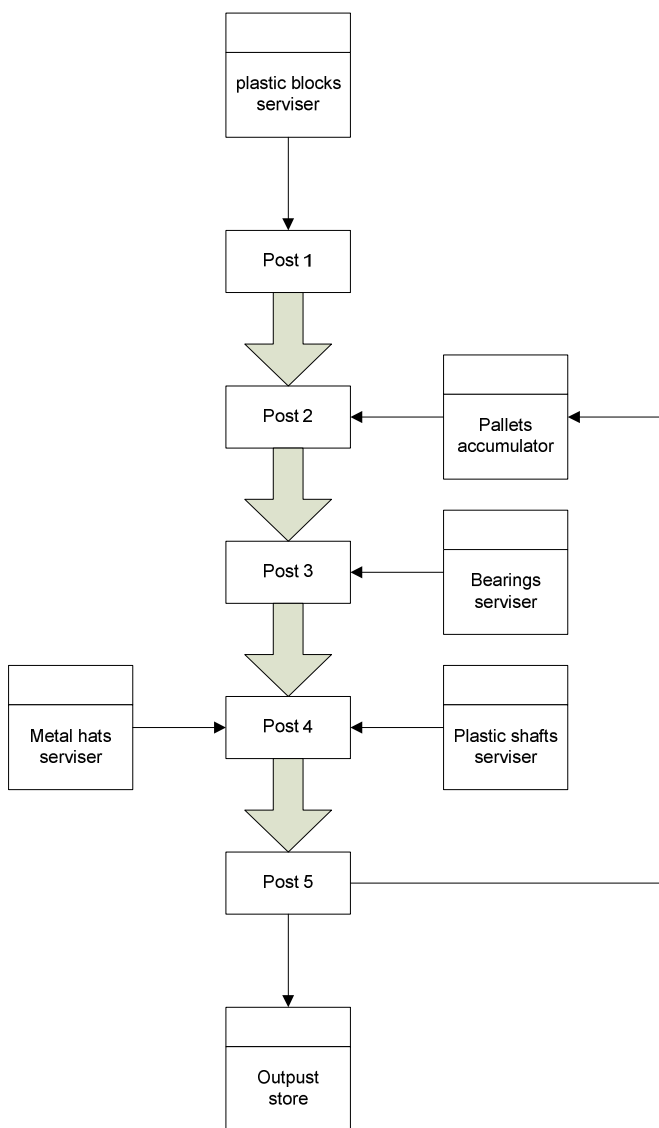 plastic blocks
serviser
Post 1
Post 2
Pallets
accumulator
Post 3
Bearings
serviser
Metal hats
serviser
Post 4
Plastic shafts
serviser
Post 5
Outpust
store